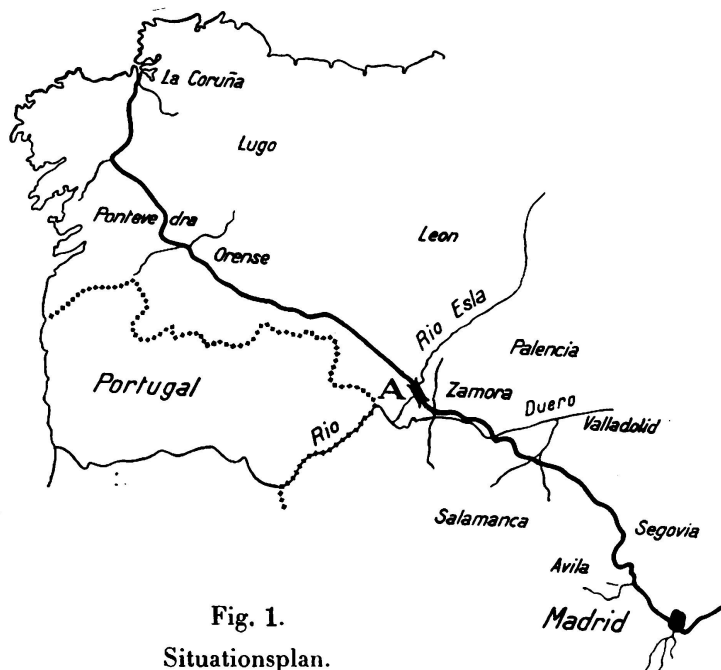 La Coruña
Lugo
Pontevedra
Orense
Leon
Rio Esla
Palencia
Portugal
A
Zamora
Rio
Duero
Valladolid
Salamanca
Segovia
Avila
Madrid
Fig. 1.
Situationsplan.